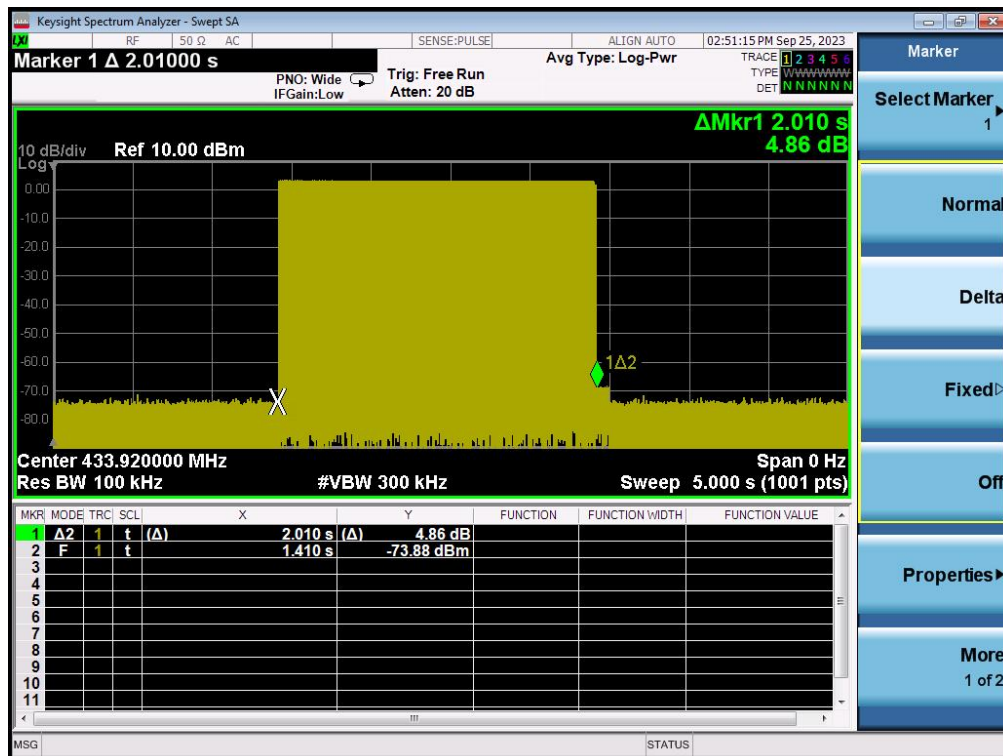 Keysight Spectrum Analyzer - Swept SA
LXI RF 50 Ω AC SENSE:PULSE ALIGN AUTO 02:51:15 PM Sep 25, 2023
Marker 1 Δ 2.01000 s
PNO: Wide
IFGain:Low
Trig: Free Run
Atten: 20 dB
Avg Type: Log-Pwr
TRACE 1 2 3 4 5 6
TYPE WWWWWW
DET N N N N N N
ΔMkr1 2.010 s
4.86 dB
10 dB/div Ref 10.00 dBm
Log
0.00
-10.0
-20.0
-30.0
-40.0
-50.0
-60.0
-70.0
-80.0
1Δ2
Center 433.920000 MHz Span 0 Hz
Res BW 100 kHz #VBW 300 kHz Sweep 5.000 s (1001 pts)
MKR MODE TRC SCL X Y FUNCTION FUNCTION WIDTH FUNCTION VALUE
1 Δ2 1 t (Δ) 2.010 s (Δ) 4.86 dB
2 F 1 t 1.410 s -73.88 dBm
3
4
5
6
7
8
9
10
11
MSG STATUS
Marker
Select Marker
1
Normal
Delta
Fixed
Off
Properties
More
1 of 2